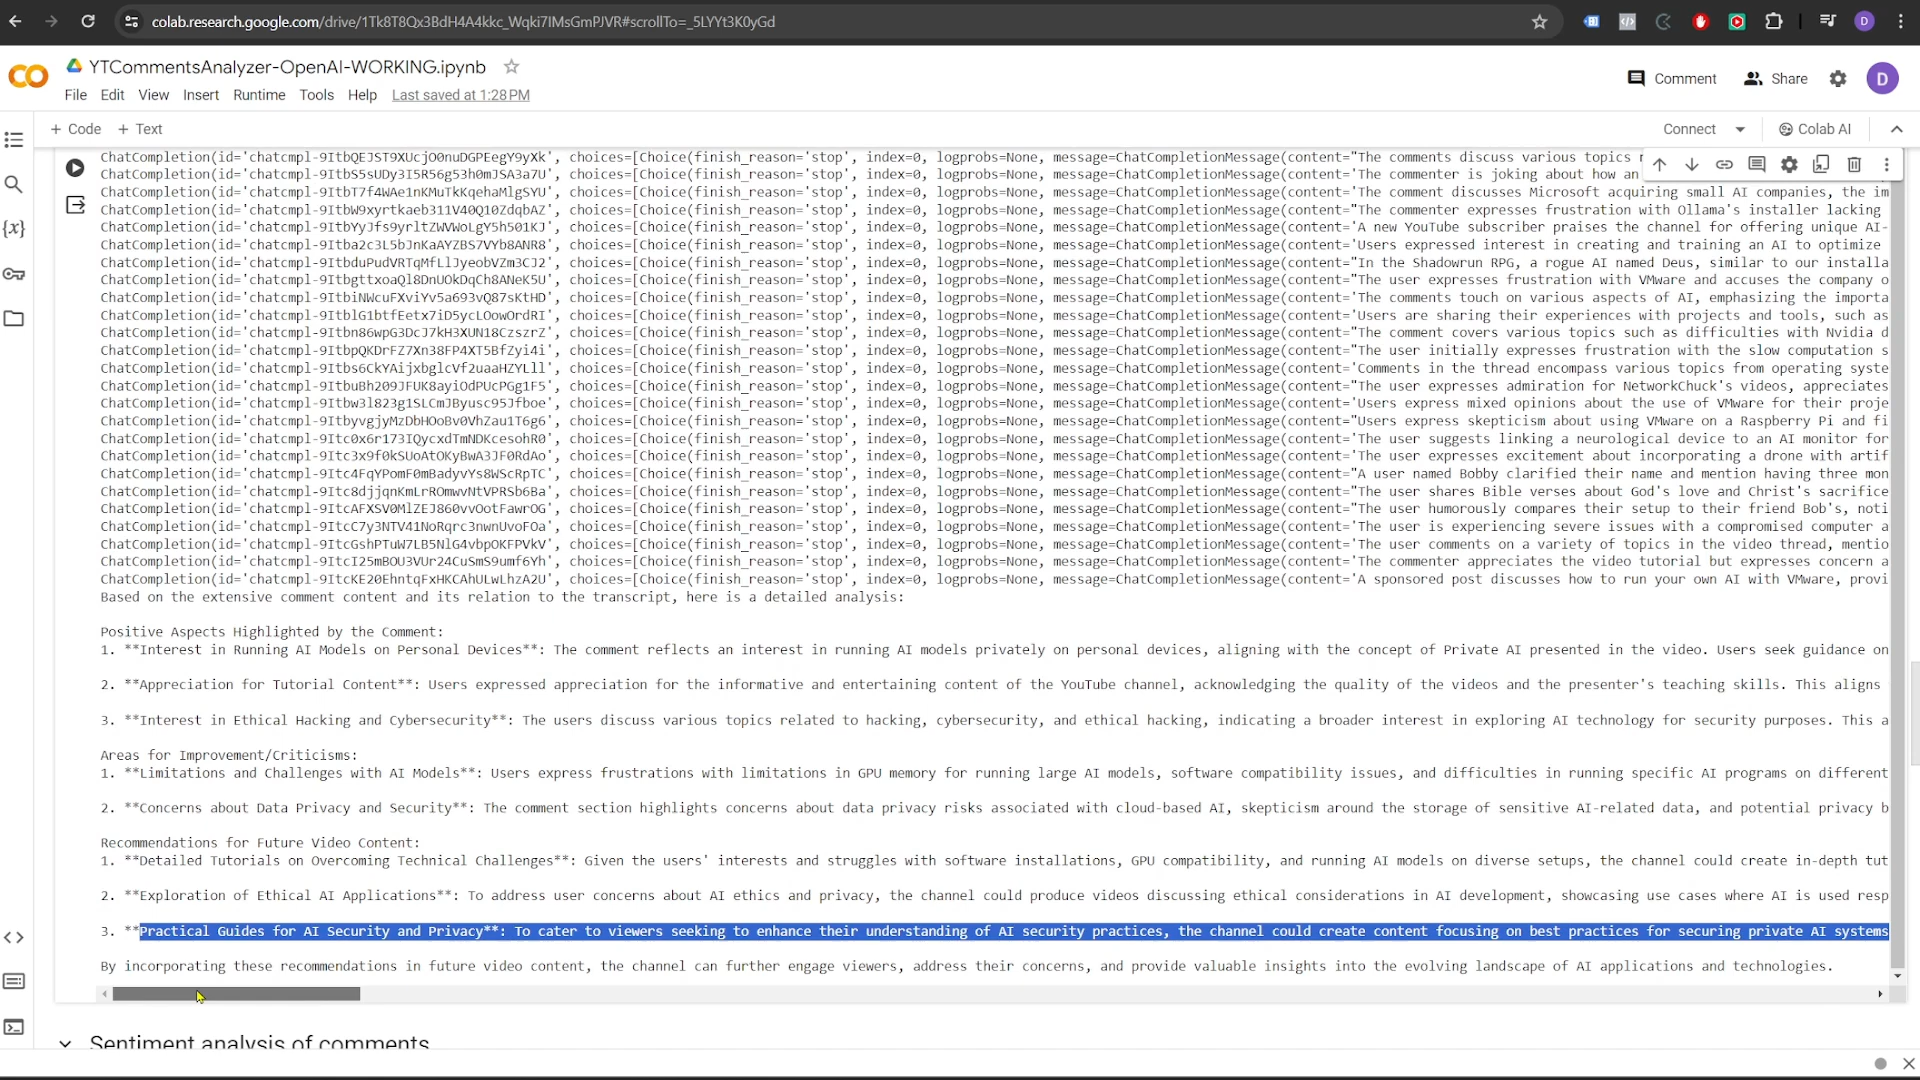 colab.research.google.com/drive/1Tk8T8Qx3BdH4A4kkc_Wqki7IMsGmPJVR#scrollTo=_5LYYt3K0yGd
D
CO YTCommentsAnalyzer-OpenAI-WORKING.ipynb
File Edit View Insert Runtime Tools Help Last saved at 1:28 PM
Comment Share D
+ Code + Text Connect Colab AI
ChatCompletion(id='chatcmpl-9ItbQEJST9XUcjO0nuDGPEegY9yXk', choices=[Choice(finish_reason='stop', index=0, logprobs=None, message=ChatCompletionMessage(content="The comments discuss various topics
ChatCompletion(id='chatcmpl-9ItbS5sUDy3I5R56g53h0mJSA3a7U', choices=[Choice(finish_reason='stop', index=0, logprobs=None, message=ChatCompletionMessage(content='The commenter is joking about how an
ChatCompletion(id='chatcmpl-9ItbT7f4WAe1nKMuTkKqehaMlgSYU', choices=[Choice(finish_reason='stop', index=0, logprobs=None, message=ChatCompletionMessage(content='The comment discusses Microsoft acquiring small AI companies, the im
ChatCompletion(id='chatcmpl-9ItbW9xyrtkaeb311V40Q10ZdqbAZ', choices=[Choice(finish_reason='stop', index=0, logprobs=None, message=ChatCompletionMessage(content="The commenter expresses frustration with Ollama's installer lacking
ChatCompletion(id='chatcmpl-9ItbYyJfs9yrltZWVWoLgY5h501KJ', choices=[Choice(finish_reason='stop', index=0, logprobs=None, message=ChatCompletionMessage(content="A new YouTube subscriber praises the channel for offering unique AI-
ChatCompletion(id='chatcmpl-9Itba2c3L5bJnKaAYZBS7VYb8ANR8', choices=[Choice(finish_reason='stop', index=0, logprobs=None, message=ChatCompletionMessage(content='Users expressed interest in creating and training an AI to optimize
ChatCompletion(id='chatcmpl-9ItbduPudVRTqMfLlJyeobVZm3CJ2', choices=[Choice(finish_reason='stop', index=0, logprobs=None, message=ChatCompletionMessage(content="In the Shadowrun RPG, a rogue AI named Deus, similar to our installa
ChatCompletion(id='chatcmpl-9ItbgttxoaQl8DnUOkDqCh8ANeK5U', choices=[Choice(finish_reason='stop', index=0, logprobs=None, message=ChatCompletionMessage(content="The user expresses frustration with VMware and accuses the company o
ChatCompletion(id='chatcmpl-9ItbiNWcuFXviYv5a693vQ87sKtHD', choices=[Choice(finish_reason='stop', index=0, logprobs=None, message=ChatCompletionMessage(content='The comments touch on various aspects of AI, emphasizing the importa
ChatCompletion(id='chatcmpl-9ItblG1btfEetx7iD5ycLOowOrdRI', choices=[Choice(finish_reason='stop', index=0, logprobs=None, message=ChatCompletionMessage(content='Users are sharing their experiences with projects and tools, such as
ChatCompletion(id='chatcmpl-9Itbn86wpG3DcJ7kH3XUN18CzszrZ', choices=[Choice(finish_reason='stop', index=0, logprobs=None, message=ChatCompletionMessage(content="The comment covers various topics such as difficulties with Nvidia d
ChatCompletion(id='chatcmpl-9ItbpQKDrFZ7Xn38FP4XT5BfZyi4i', choices=[Choice(finish_reason='stop', index=0, logprobs=None, message=ChatCompletionMessage(content="The user initially expresses frustration with the slow computation s
ChatCompletion(id='chatcmpl-9Itbs6CkYAijxbglcVf2uaaHZYLll', choices=[Choice(finish_reason='stop', index=0, logprobs=None, message=ChatCompletionMessage(content='Comments in the thread encompass various topics from operating syste
ChatCompletion(id='chatcmpl-9ItbuBh209JFUK8ayiOdPUcPGg1F5', choices=[Choice(finish_reason='stop', index=0, logprobs=None, message=ChatCompletionMessage(content="The user expresses admiration for NetworkChuck's videos, appreciates
ChatCompletion(id='chatcmpl-9Itbw3l823g1SLCmJByusc95Jfboe', choices=[Choice(finish_reason='stop', index=0, logprobs=None, message=ChatCompletionMessage(content='Users express mixed opinions about the use of VMware for their proje
ChatCompletion(id='chatcmpl-9ItbyvgjyMzDbHOoBv0VhZau1T6g6', choices=[Choice(finish_reason='stop', index=0, logprobs=None, message=ChatCompletionMessage(content="Users express skepticism about using VMware on a Raspberry Pi and fi
ChatCompletion(id='chatcmpl-9Itc0x6r173IQycxdTmNDKcesohR0', choices=[Choice(finish_reason='stop', index=0, logprobs=None, message=ChatCompletionMessage(content='The user suggests linking a neurological device to an AI monitor for
ChatCompletion(id='chatcmpl-9Itc3x9f0kSUoAtOKyBwA3JF0RdAo', choices=[Choice(finish_reason='stop', index=0, logprobs=None, message=ChatCompletionMessage(content='The user expresses excitement about incorporating a drone with artif
ChatCompletion(id='chatcmpl-9Itc4FqYPomF0mBadyvYs8WScRpTC', choices=[Choice(finish_reason='stop', index=0, logprobs=None, message=ChatCompletionMessage(content="A user named Bobby clarified their name and mention having three mon
ChatCompletion(id='chatcmpl-9Itc8djjqnKmLrROmwvNtVPRSb6Ba', choices=[Choice(finish_reason='stop', index=0, logprobs=None, message=ChatCompletionMessage(content="The user shares Bible verses about God's love and Christ's sacrifice
ChatCompletion(id='chatcmpl-9ItcAFXSV0MlZEJ860vvOotFawrOG', choices=[Choice(finish_reason='stop', index=0, logprobs=None, message=ChatCompletionMessage(content="The user humorously compares their setup to their friend Bob's, noti
ChatCompletion(id='chatcmpl-9ItcC7y3NTV41NoRqrc3nwnUvoFOa', choices=[Choice(finish_reason='stop', index=0, logprobs=None, message=ChatCompletionMessage(content='The user is experiencing severe issues with a compromised computer a
ChatCompletion(id='chatcmpl-9ItcGshPTuW7LB5NlG4vbpOKFPVkV', choices=[Choice(finish_reason='stop', index=0, logprobs=None, message=ChatCompletionMessage(content='The user comments on a variety of topics in the video thread, mentio
ChatCompletion(id='chatcmpl-9ItcI25mBOU3VUr24CuSmS9umf6Yh', choices=[Choice(finish_reason='stop', index=0, logprobs=None, message=ChatCompletionMessage(content='The commenter appreciates the video tutorial but expresses concern a
ChatCompletion(id='chatcmpl-9ItcKE20EhntqFxHKCAhULwLhzA2U', choices=[Choice(finish_reason='stop', index=0, logprobs=None, message=ChatCompletionMessage(content='A sponsored post discusses how to run your own AI with VMware, provi
Based on the extensive comment content and its relation to the transcript, here is a detailed analysis:
Positive Aspects Highlighted by the Comment:
1. **Interest in Running AI Models on Personal Devices**: The comment reflects an interest in running AI models privately on personal devices, aligning with the concept of Private AI presented in the video. Users seek guidance on
2. **Appreciation for Tutorial Content**: Users expressed appreciation for the informative and entertaining content of the YouTube channel, acknowledging the quality of the videos and the presenter's teaching skills. This aligns
3. **Interest in Ethical Hacking and Cybersecurity**: The users discuss various topics related to hacking, cybersecurity, and ethical hacking, indicating a broader interest in exploring AI technology for security purposes. This a
Areas for Improvement/Criticisms:
1. **Limitations and Challenges with AI Models**: Users express frustrations with limitations in GPU memory for running large AI models, software compatibility issues, and difficulties in running specific AI programs on different
2. **Concerns about Data Privacy and Security**: The comment section highlights concerns about data privacy risks associated with cloud-based AI, skepticism around the storage of sensitive AI-related data, and potential privacy b
Recommendations for Future Video Content:
1. **Detailed Tutorials on Overcoming Technical Challenges**: Given the users' interests and struggles with software installations, GPU compatibility, and running AI models on diverse setups, the channel could create in-depth tut
2. **Exploration of Ethical AI Applications**: To address user concerns about AI ethics and privacy, the channel could produce videos discussing ethical considerations in AI development, showcasing use cases where AI is used resp
3. **Practical Guides for AI Security and Privacy**: To cater to viewers seeking to enhance their understanding of AI security practices, the channel could create content focusing on best practices for securing private AI systems
By incorporating these recommendations in future video content, the channel can further engage viewers, address their concerns, and provide valuable insights into the evolving landscape of AI applications and technologies.
Sentiment analysis of comments